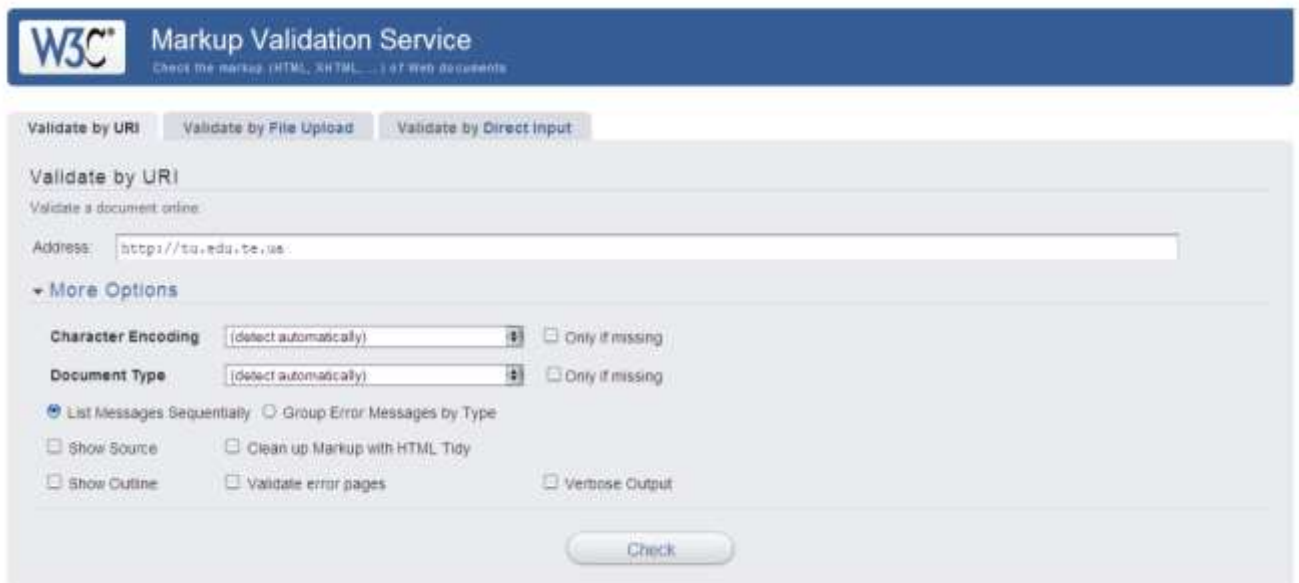 W3C®
Markup Validation Service
Check the markup (HTML, XHTML, ...) of Web documents
Validate by URI Validate by File Upload Validate by Direct Input
Validate by URI
Validate a document online:
Address: http://tu.edu.te.ua
More Options
Character Encoding (detect automatically) Only if missing
Document Type (detect automatically) Only if missing
List Messages Sequentially Group Error Messages by Type
Show Source Clean up Markup with HTML Tidy
Show Outline Validate error pages Verbose Output
Check